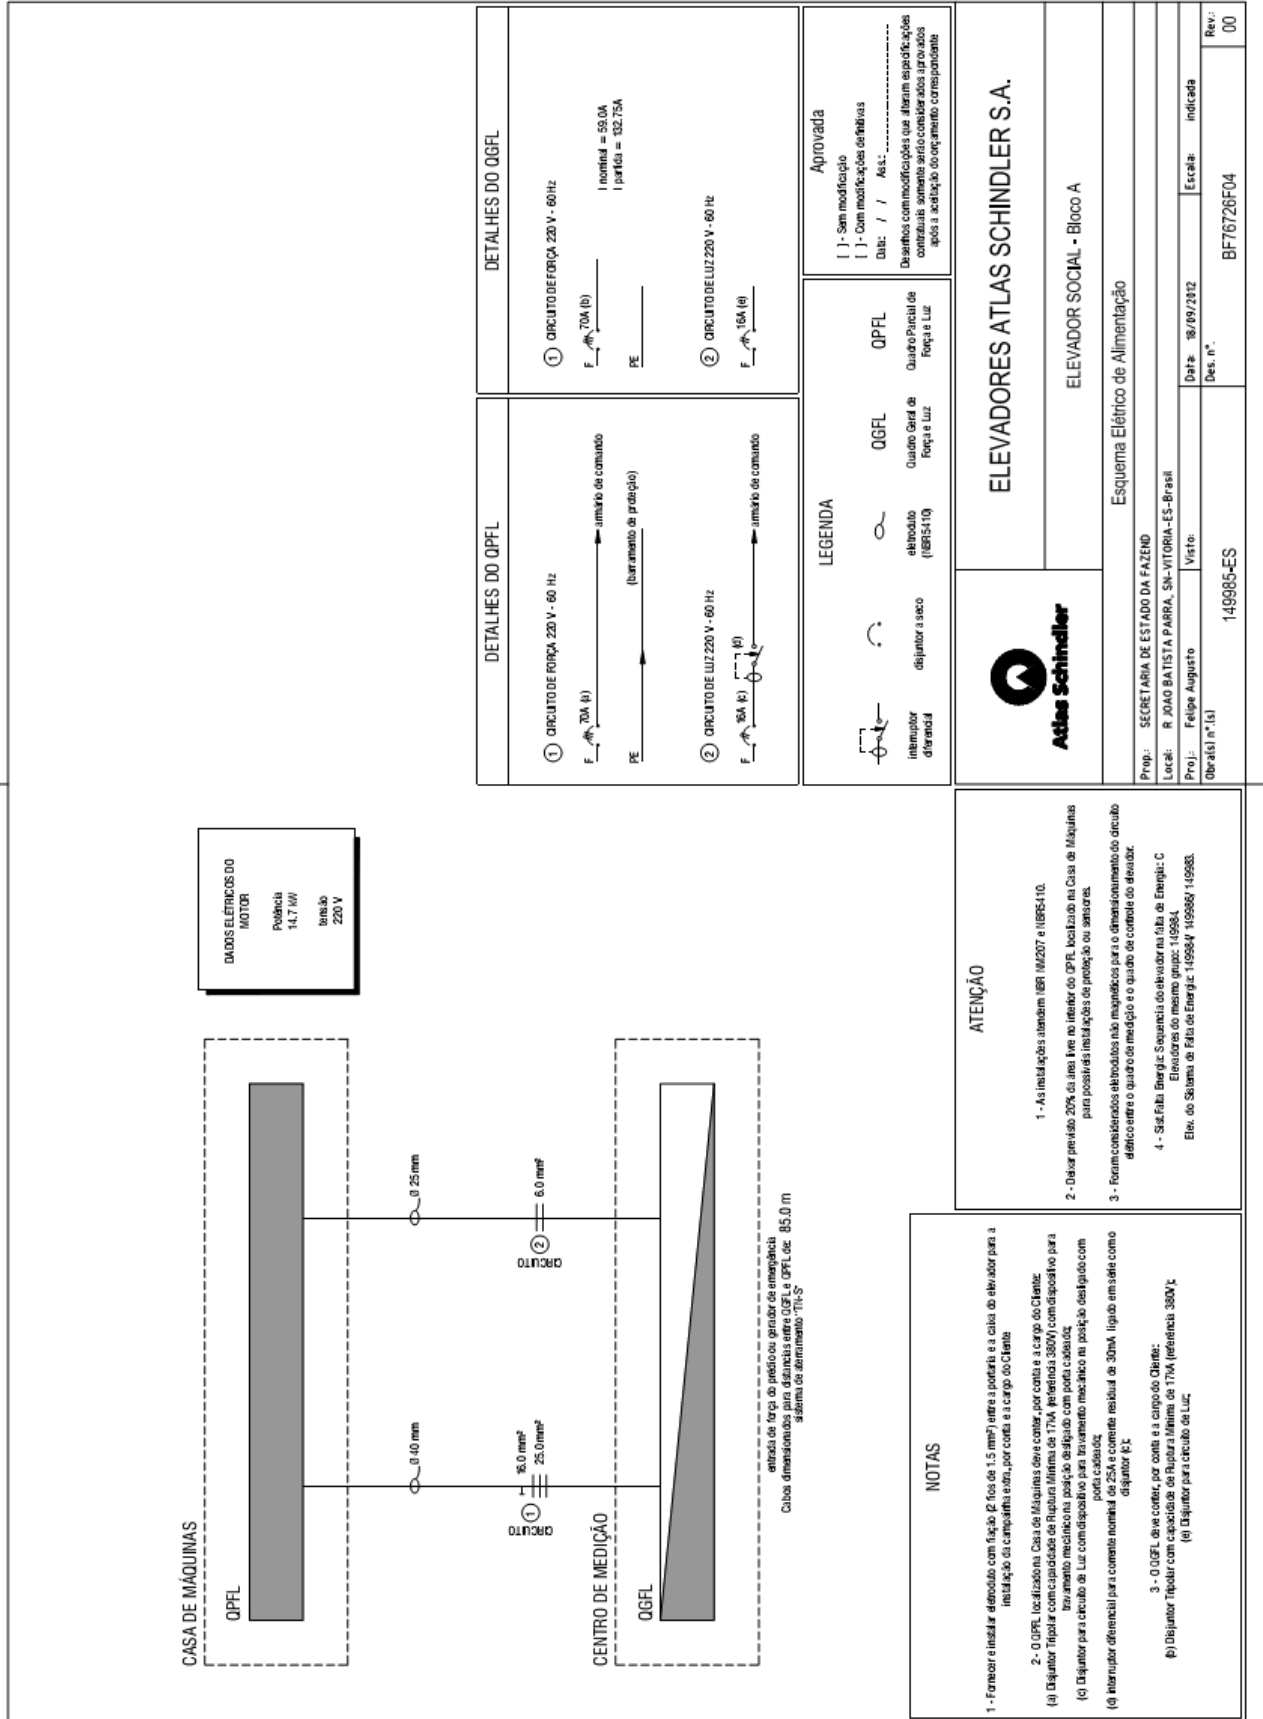 CASA DE MÁQUINAS
QPFL
Ø 40 mm
Ø 25 mm
CIRCUITO
1
16.0 mm²
25.0 mm²
CIRCUITO
2
6.0 mm²
CENTRO DE MEDIÇÃO
QGFL
entrada de força do prédio ou gerador de emergência
Cabos dimensionados para distancias entre QGFL e QPFL de: 85.0 m
sistema de aterramento "TN-S"
DADOS ELÉTRICOS DO
MOTOR
Potência
14.7 kW
tensão
220 V
DETALHES DO QPFL
1 CIRCUITO DE FORÇA 220 V - 60 Hz
F 70A (a) armário de comando
PE (barramento de proteção)
2 CIRCUITO DE LUZ 220 V - 60 Hz
F 16A (c) (d) armário de comando
DETALHES DO QGFL
1 CIRCUITO DE FORÇA 220 V - 60 Hz
F 70A (b)
I nominal = 59.0A
I partida = 132.75A
PE
2 CIRCUITO DE LUZ 220 V - 60 Hz
F 16A (e)
LEGENDA
interruptor
diferencial
disjuntor a seco
eletroduto
(NBR5410)
QGFL
Quadro Geral de
Força e Luz
QPFL
Quadro Parcial de
Força e Luz
Aprovada
[ ] - Sem modificação
[ ] - Com modificações definitivas
Data: / / Ass.:
Desenhos com modificações que alteram especificações
contratuais somente serão considerados aprovados
após a aceitação do orçamento correspondente
NOTAS
1 - Fornecer e instalar eletroduto com fiação (2 fios de 1.5 mm²) entre a portaria e a caixa do elevador para a
instalação da campainha extra, por conta e a cargo do Cliente
2 - O QPFL localizado na Casa de Máquinas deve conter, por conta e a cargo do Cliente:
(a) Disjuntor Tripolar com capacidade de Ruptura Mínima de 17kA (referência 380V) com dispositivo para
travamento mecânico na posição desligado com porta cadeado;
(c) Disjuntor para circuito de Luz com dispositivo para travamento mecânico na posição desligado com
porta cadeado;
(d) interruptor diferencial para corrente nominal de 25A e corrente residual de 30mA ligado em série com o
disjuntor (c);
3 - O QGFL deve conter, por conta e a cargo do Cliente:
(b) Disjuntor Tripolar com capacidade de Ruptura Mínima de 17kA (referência 380V);
(e) Disjuntor para circuito de Luz;
ATENÇÃO
1 - As instalações atendem NBR NM207 e NBR5410.
2 - Deixar previsto 20% da área livre no interior do QPFL localizado na Casa de Máquinas
para possíveis instalações de proteção ou sensores.
3 - Foram considerados eletrodutos não magnéticos para o dimensionamento do circuito
elétrico entre o quadro de medição e o quadro de controle do elevador.
4 - Sist.Falta Energia: Sequencia do elevador na falta de Energia: C
Elevadores do mesmo grupo: 149984
Elev. do Sistema de Falta de Energia: 149984/ 149986/ 149983.
Atlas Schindler
ELEVADORES ATLAS SCHINDLER S.A.
ELEVADOR SOCIAL - Bloco A
Esquema Elétrico de Alimentação
Prop.: SECRETARIA DE ESTADO DA FAZEND
Local: R JOAO BATISTA PARRA, SN-VITORIA-ES-Brasil
Proj.: Felipe Augusto Visto: Data: 18/09/2012 Escala: indicada
Obra(s) nº.(s) 149985-ES Des. nº. BF76726F04 Rev.: 00